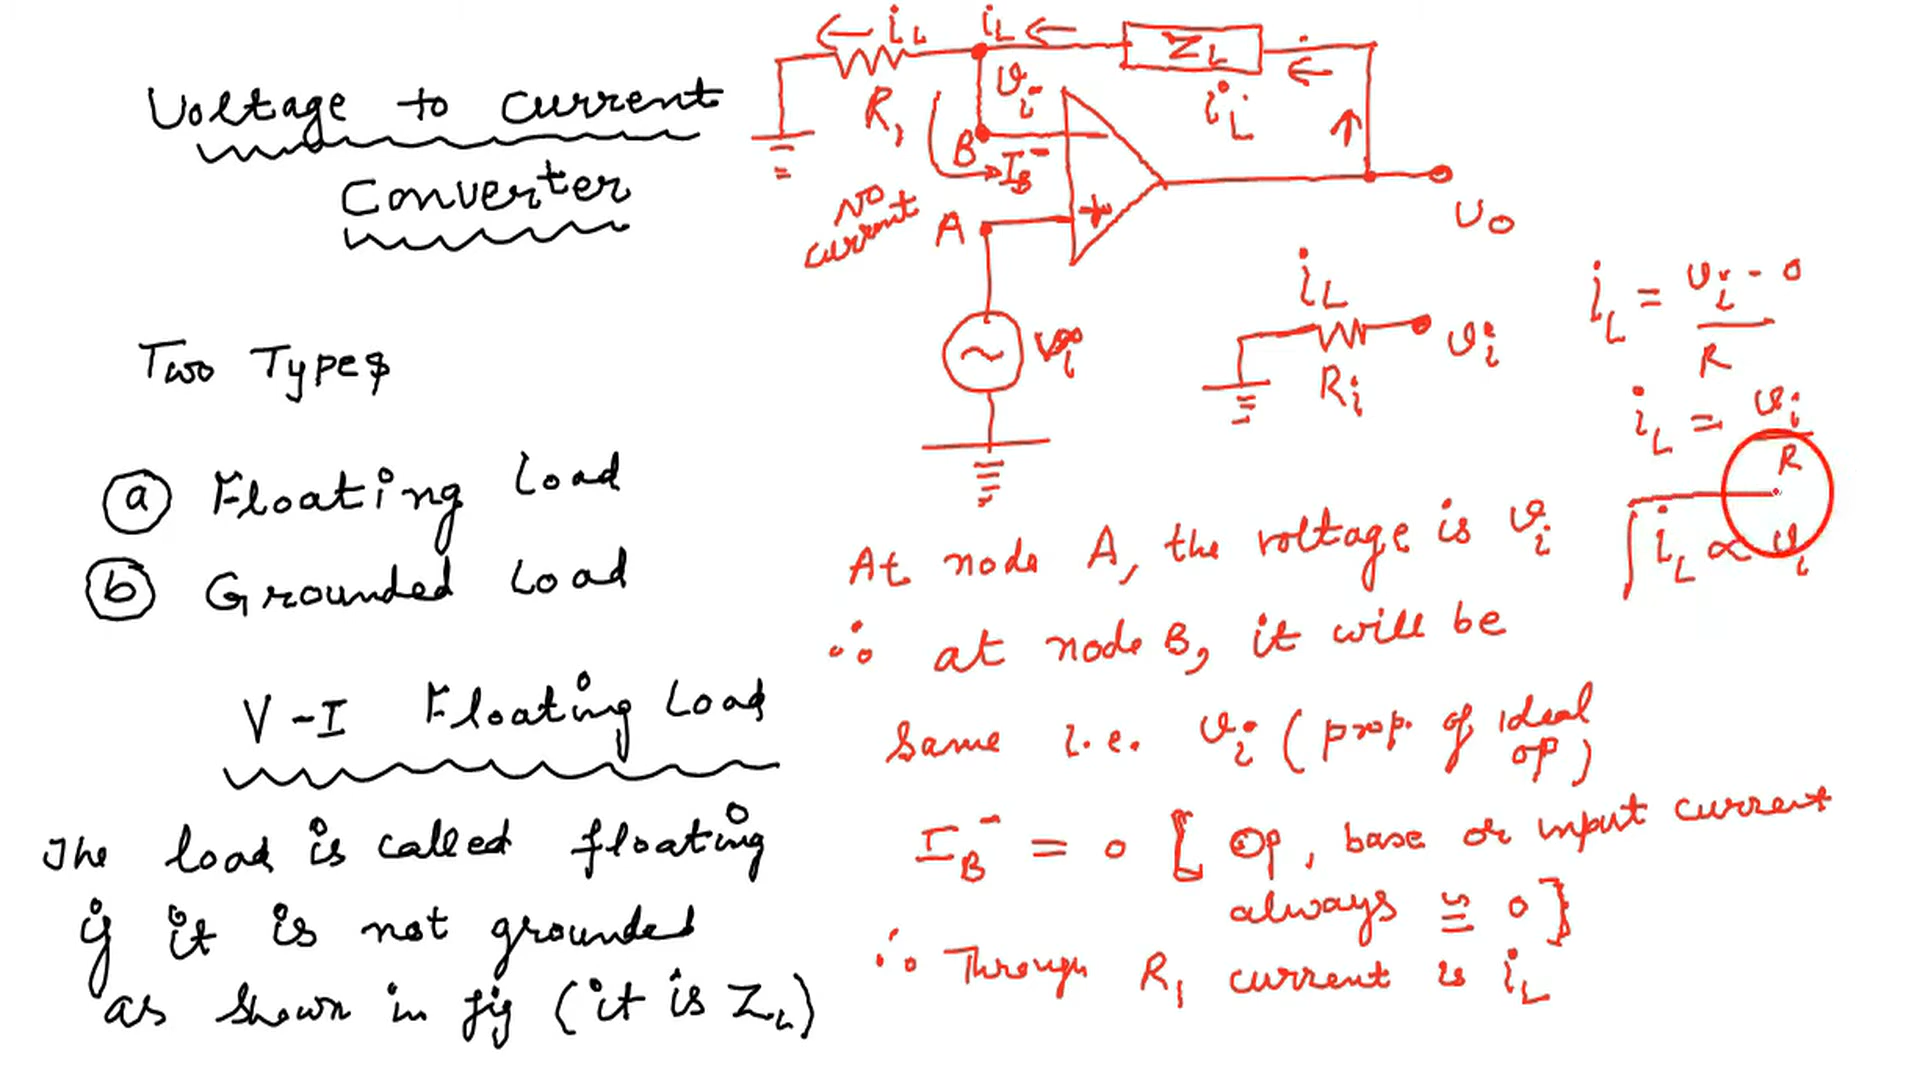 Voltage to current
Converter
Two Types
a Floating Load
b Grounded Load
V-I Floating Load
The load is called floating
if it is not grounded
as shown in fig (it is ZL)
iL iL ZL
R1 vi iL
B IB-
No current
A +
vi
vo
iL
Ri vi
iL = vi - 0 / R
iL = vi / R
iL ∝ vi
At node A, the voltage is vi
∴ at node B, it will be
same i.e. vi (prop. of ideal
op)
IB- = 0 [Op, base or input current
always ≅ 0]
∴ Through R1 current is iL